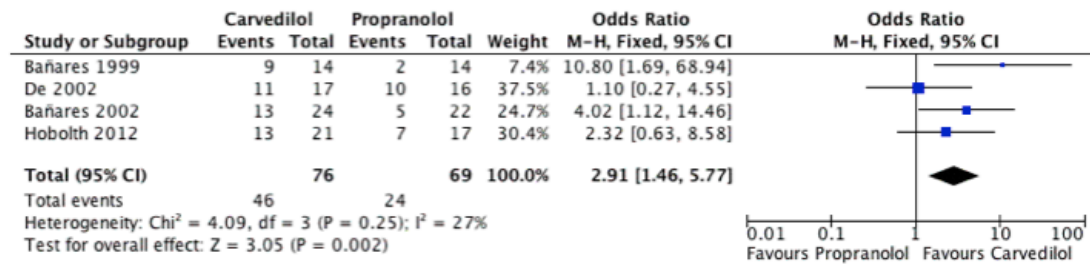 Carvedilol Propranolol Odds Ratio Odds Ratio
Study or Subgroup Events Total Events Total Weight M-H, Fixed, 95% CI M-H, Fixed, 95% CI
Bañares 1999 9 14 2 14 7.4% 10.80 [1.69, 68.94]
De 2002 11 17 10 16 37.5% 1.10 [0.27, 4.55]
Bañares 2002 13 24 5 22 24.7% 4.02 [1.12, 14.46]
Hobolth 2012 13 21 7 17 30.4% 2.32 [0.63, 8.58]
Total (95% CI) 76 69 100.0% 2.91 [1.46, 5.77]
Total events 46 24
Heterogeneity: Chi² = 4.09, df = 3 (P = 0.25); I² = 27%
Test for overall effect: Z = 3.05 (P = 0.002)
0.01 0.1 1 10 100
Favours Propranolol Favours Carvedilol